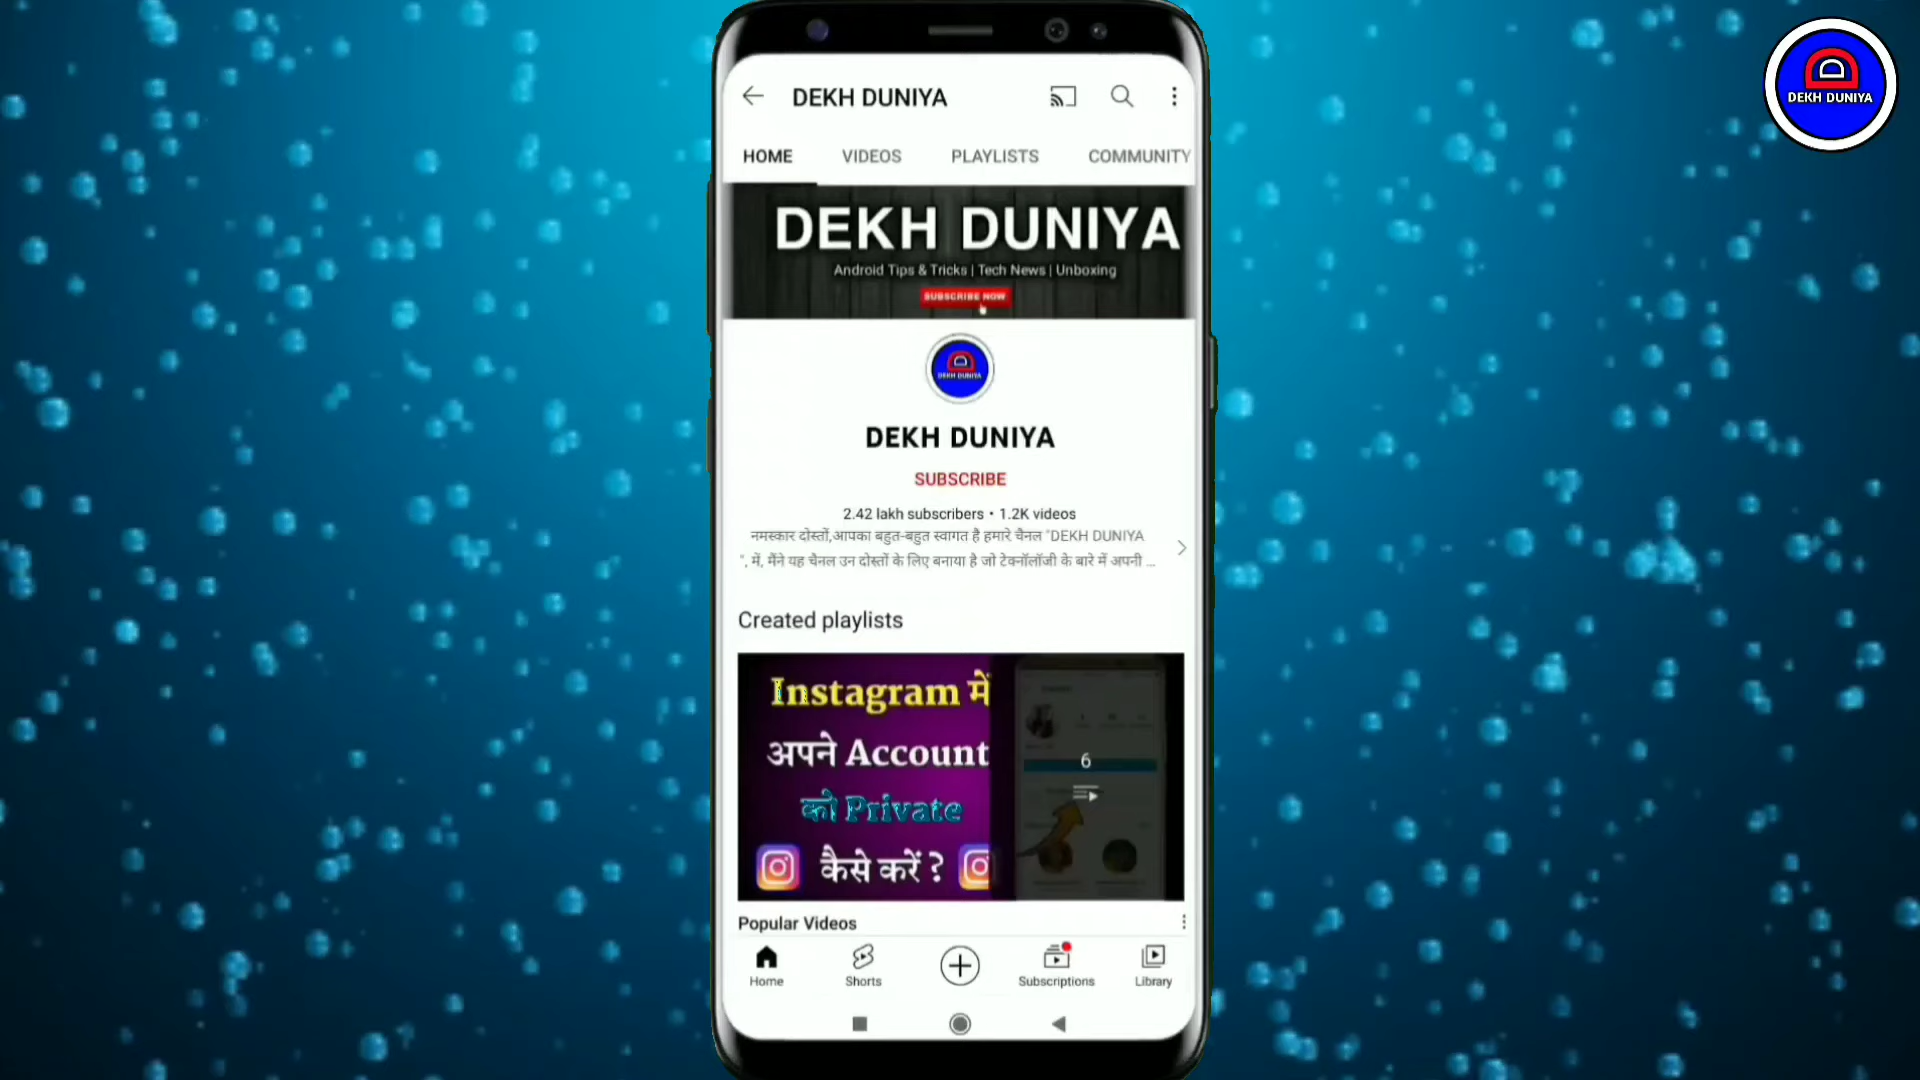 DEKH DUNIYA
DEKH DUNIYA
HOME VIDEOS PLAYLISTS COMMUNITY
DEKH DUNIYA
Android Tips & Tricks | Tech News | Unboxing
SUBSCRIBE NOW
DEKH DUNIYA
DEKH DUNIYA
SUBSCRIBE
2.42 lakh subscribers • 1.2K videos
नमस्कार दोस्तों,आपका बहुत-बहुत स्वागत है हमारे चैनल "DEKH DUNIYA
", में, मैंने यह चैनल उन दोस्तों के लिए बनाया है जो टेक्नॉलॉजी के बारे में अपनी ...
Created playlists
Instagram में
अपने Account
को Private
कैसे करें ?
6
Popular Videos
Home Shorts Subscriptions Library